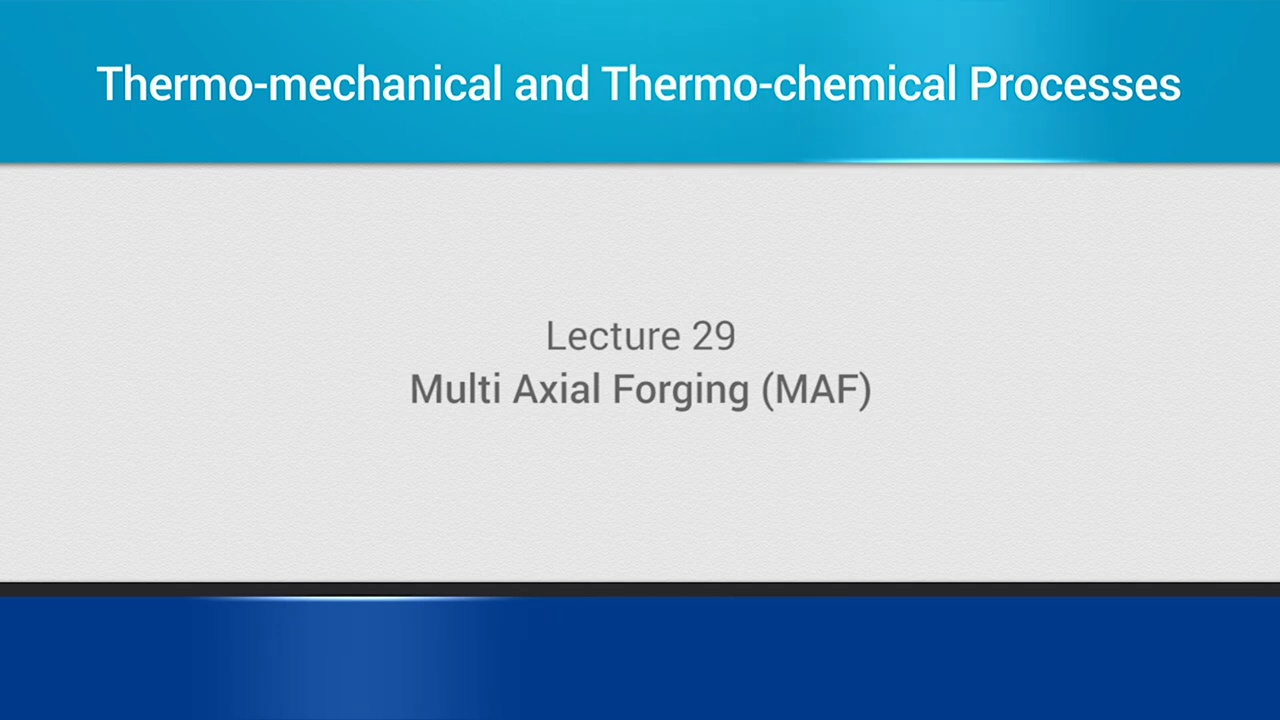 Thermo-mechanical and Thermo-chemical Processes
Lecture 29
Multi Axial Forging (MAF)